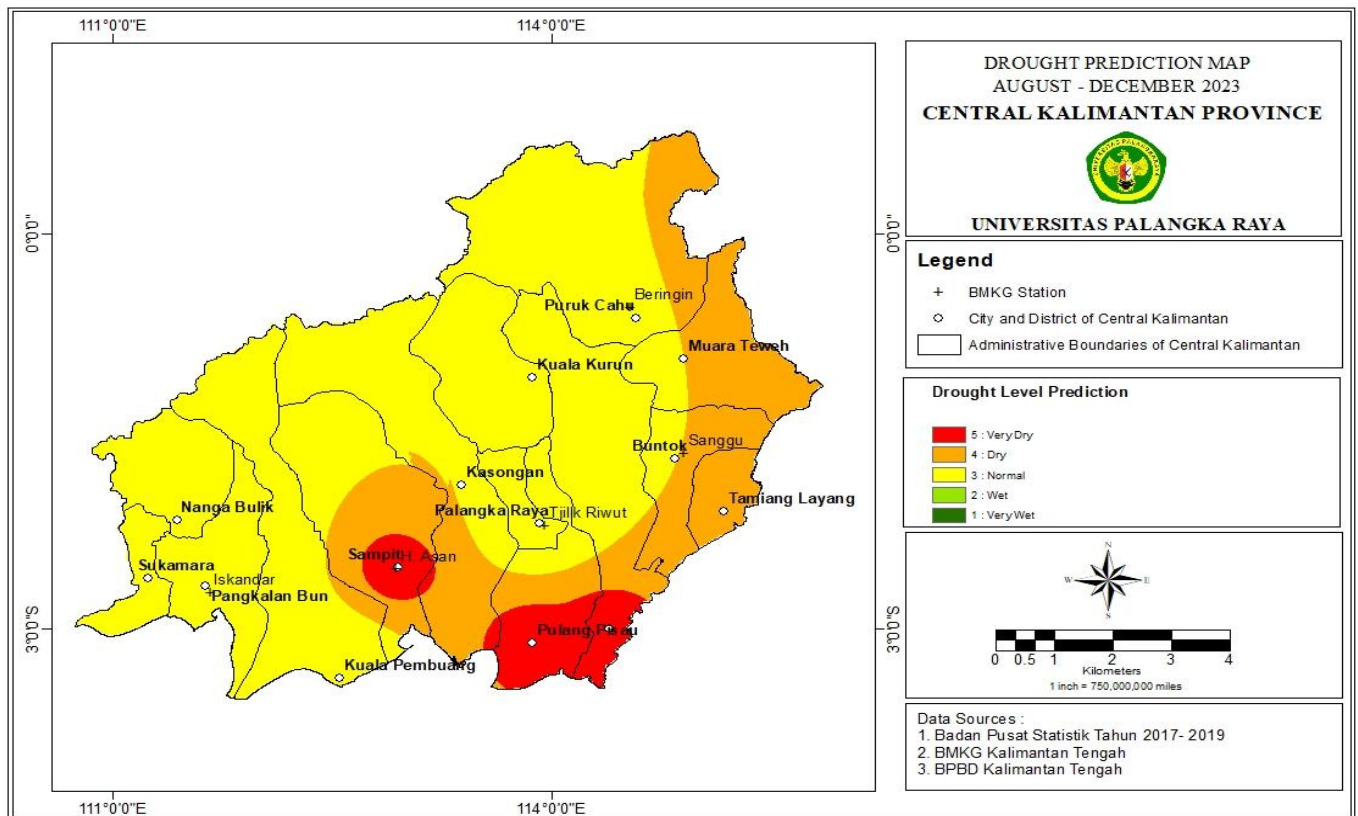 111°0'0"E
114°0'0"E
0°0'0"
0°0'0"
3°0'0"S
3°0'0"S
Beringin
Puruk Cahu
Muara Teweh
Kuala Kurun
Sanggu
Buntok
Kasongan
Tamiang Layang
Nanga Bulik
Palangka Raya
Tjilik Riwut
Sampit
H. Asan
Sukamara
Iskandar
Pangkalan Bun
Pulang Pisau
Kuala Pembuang
111°0'0"E
114°0'0"E
DROUGHT PREDICTION MAP
AUGUST - DECEMBER 2023
CENTRAL KALIMANTAN PROVINCE
UNIVERSITAS PALANGKARAYA
UNIVERSITAS PALANGKA RAYA
Legend
BMKG Station
City and District of Central Kalimantan
Administrative Boundaries of Central Kalimantan
Drought Level Prediction
5 : Very Dry
4 : Dry
3 : Normal
2 : Wet
1 : Very Wet
N
W
E
S
0 0.5 1 2 3 4
Kilometers
1 inch = 750,000,000 miles
Data Sources :
1. Badan Pusat Statistik Tahun 2017- 2019
2. BMKG Kalimantan Tengah
3. BPBD Kalimantan Tengah